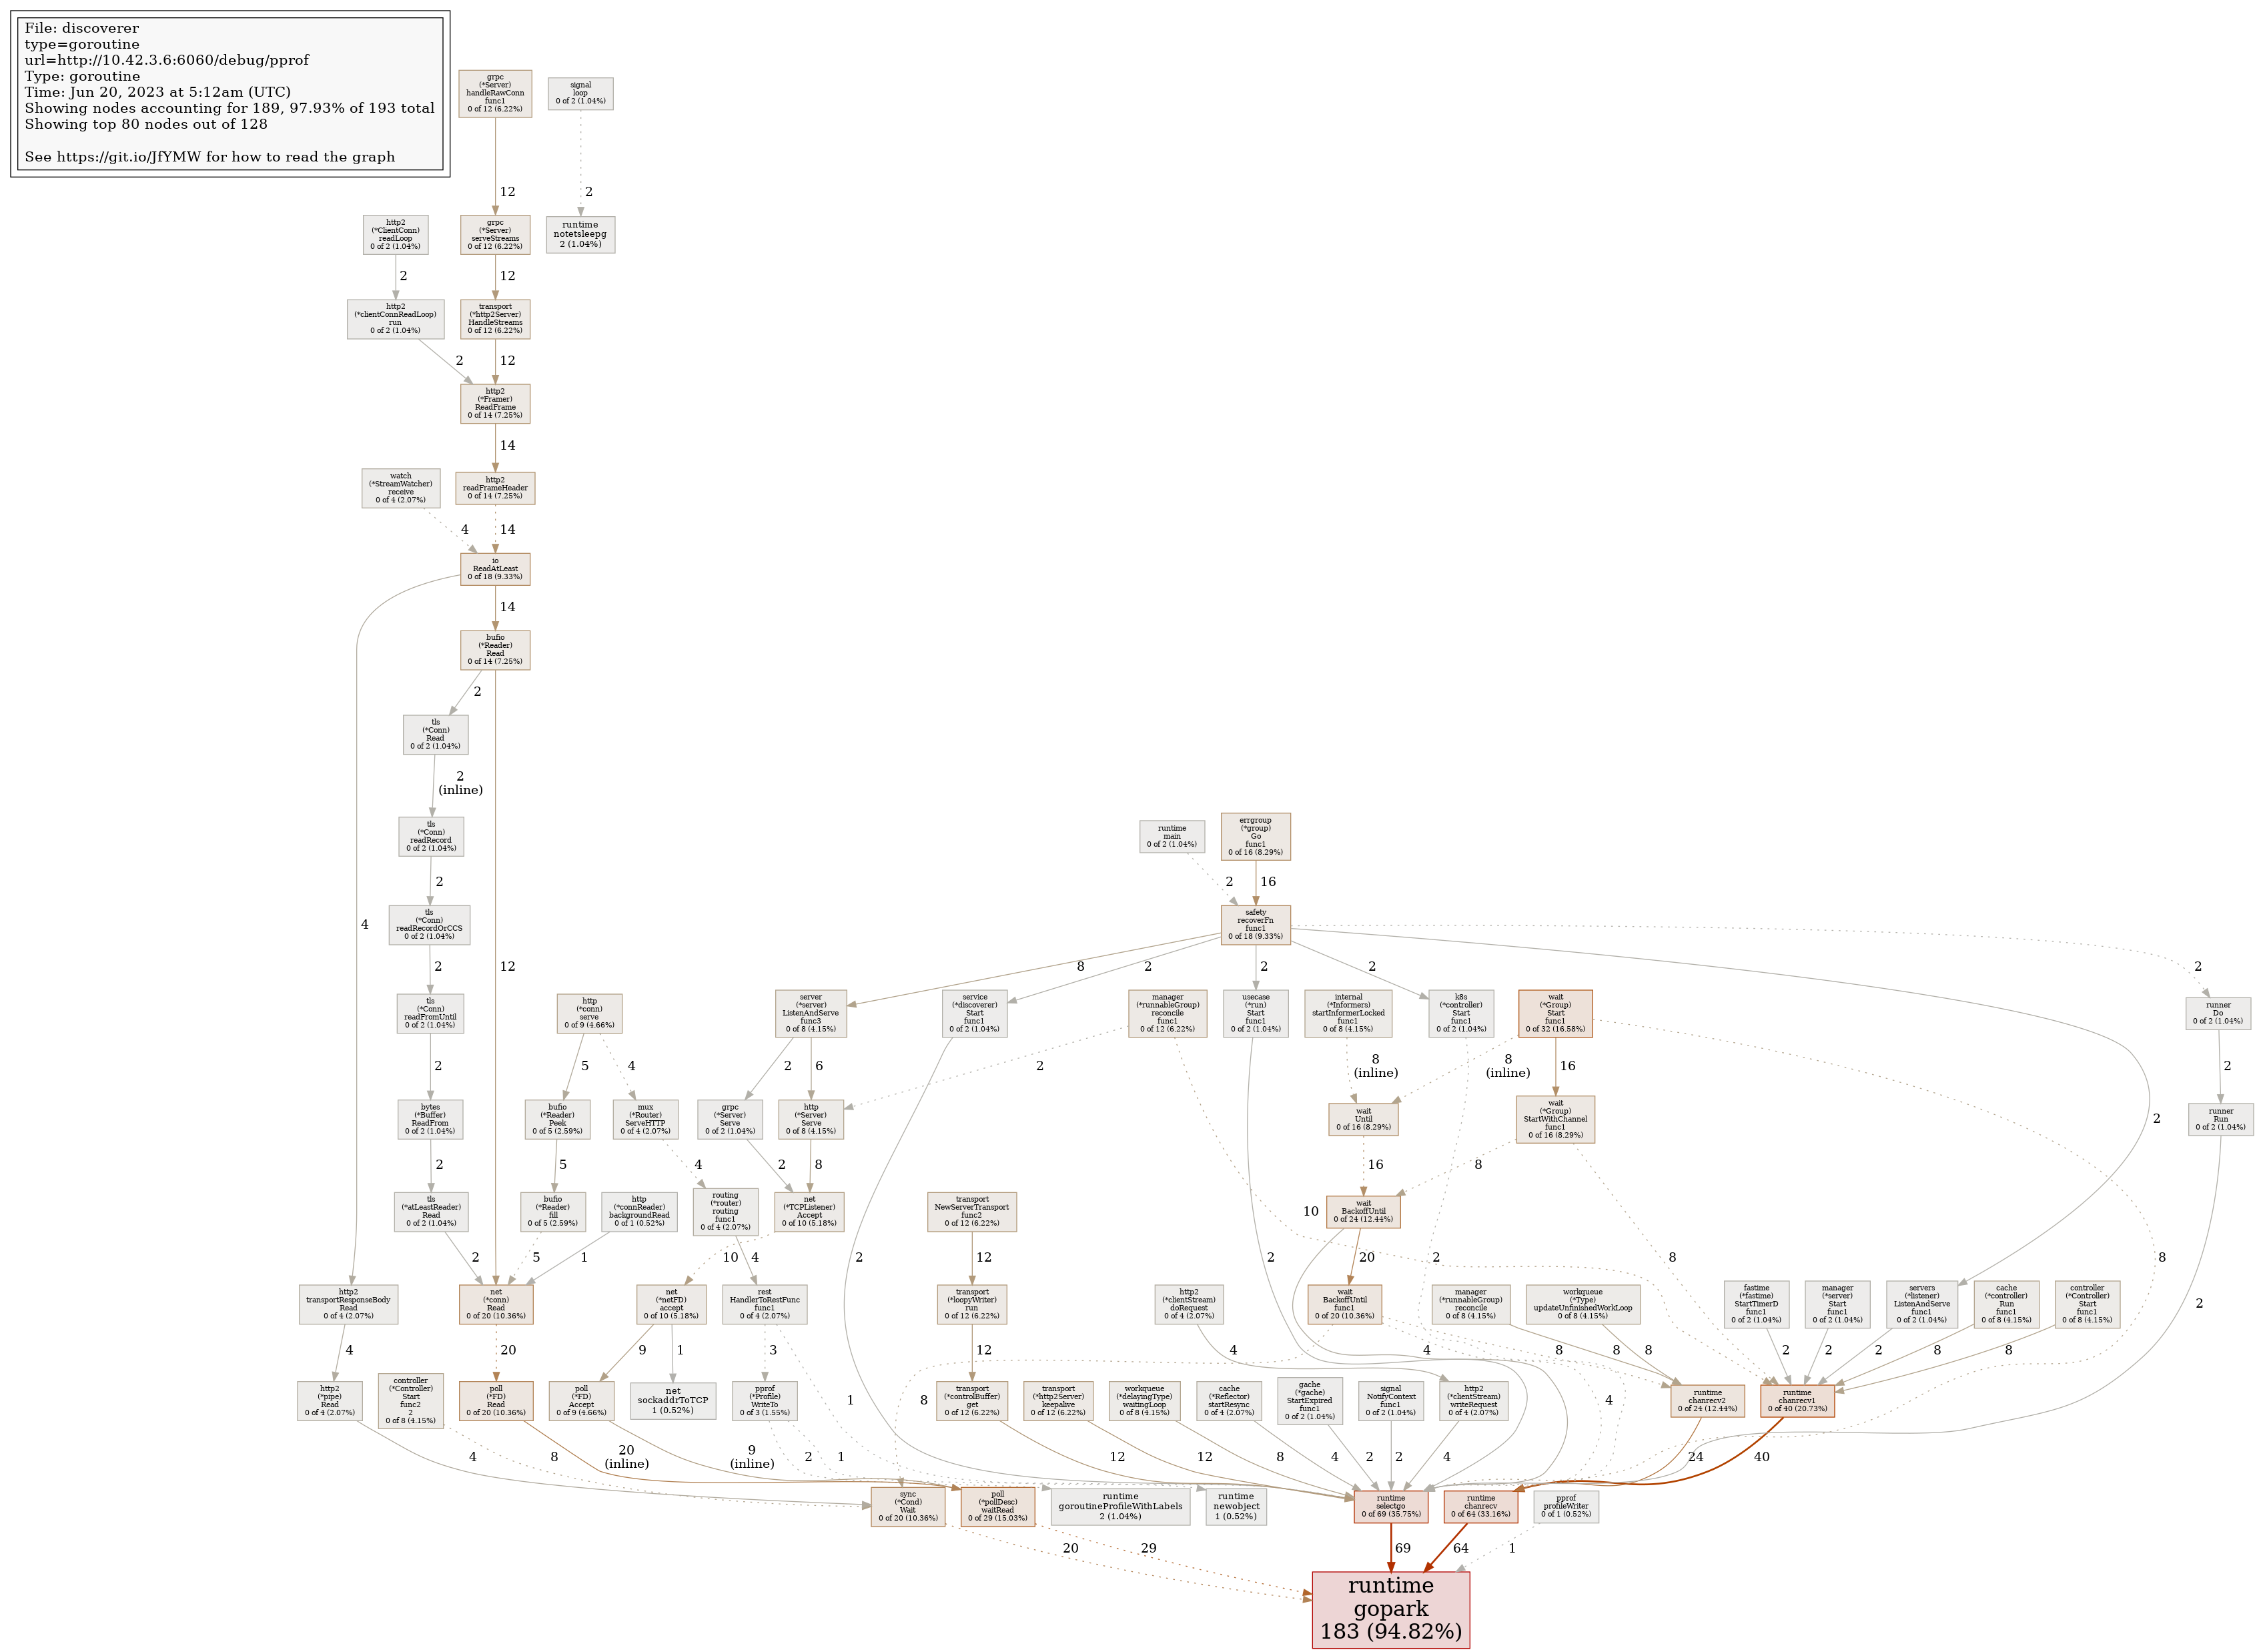 File: discoverer
type=goroutine
url=http://10.42.3.6:6060/debug/pprof
Type: goroutine
Time: Jun 20, 2023 at 5:12am (UTC)
Showing nodes accounting for 189, 97.93% of 193 total
Showing top 80 nodes out of 128
See https://git.io/JfYMW for how to read the graph
grpc
(*Server)
handleRawConn
func1
0 of 12 (6.22%)
signal
loop
0 of 2 (1.04%)
12
2
http2
(*ClientConn)
readLoop
0 of 2 (1.04%)
grpc
(*Server)
serveStreams
0 of 12 (6.22%)
runtime
notetsleepg
2 (1.04%)
2
12
http2
(*clientConnReadLoop)
run
0 of 2 (1.04%)
transport
(*http2Server)
HandleStreams
0 of 12 (6.22%)
2
12
http2
(*Framer)
ReadFrame
0 of 14 (7.25%)
14
watch
(*StreamWatcher)
receive
0 of 4 (2.07%)
http2
readFrameHeader
0 of 14 (7.25%)
4
14
io
ReadAtLeast
0 of 18 (9.33%)
14
bufio
(*Reader)
Read
0 of 14 (7.25%)
2
tls
(*Conn)
Read
0 of 2 (1.04%)
2
(inline)
tls
(*Conn)
readRecord
0 of 2 (1.04%)
runtime
main
0 of 2 (1.04%)
errgroup
(*group)
Go
func1
0 of 16 (8.29%)
2
2
16
4
tls
(*Conn)
readRecordOrCCS
0 of 2 (1.04%)
safety
recoverFn
func1
0 of 18 (9.33%)
2
12
8
2
2
2
2
tls
(*Conn)
readFromUntil
0 of 2 (1.04%)
http
(*conn)
serve
0 of 9 (4.66%)
server
(*server)
ListenAndServe
func3
0 of 8 (4.15%)
service
(*discoverer)
Start
func1
0 of 2 (1.04%)
manager
(*runnableGroup)
reconcile
func1
0 of 12 (6.22%)
usecase
(*run)
Start
func1
0 of 2 (1.04%)
internal
(*Informers)
startInformerLocked
func1
0 of 8 (4.15%)
k8s
(*controller)
Start
func1
0 of 2 (1.04%)
wait
(*Group)
Start
func1
0 of 32 (16.58%)
runner
Do
0 of 2 (1.04%)
2
5
4
2
6
2
8
(inline)
8
(inline)
16
2
2
bytes
(*Buffer)
ReadFrom
0 of 2 (1.04%)
bufio
(*Reader)
Peek
0 of 5 (2.59%)
mux
(*Router)
ServeHTTP
0 of 4 (2.07%)
grpc
(*Server)
Serve
0 of 2 (1.04%)
http
(*Server)
Serve
0 of 8 (4.15%)
wait
Until
0 of 16 (8.29%)
wait
(*Group)
StartWithChannel
func1
0 of 16 (8.29%)
runner
Run
0 of 2 (1.04%)
2
5
4
2
8
16
8
tls
(*atLeastReader)
Read
0 of 2 (1.04%)
bufio
(*Reader)
fill
0 of 5 (2.59%)
http
(*connReader)
backgroundRead
0 of 1 (0.52%)
routing
(*router)
routing
func1
0 of 4 (2.07%)
net
(*TCPListener)
Accept
0 of 10 (5.18%)
transport
NewServerTransport
func2
0 of 12 (6.22%)
wait
BackoffUntil
0 of 24 (12.44%)
10
2
5
1
10
4
2
12
2
20
2
8
8
http2
transportResponseBody
Read
0 of 4 (2.07%)
net
(*conn)
Read
0 of 20 (10.36%)
net
(*netFD)
accept
0 of 10 (5.18%)
rest
HandlerToRestFunc
func1
0 of 4 (2.07%)
transport
(*loopyWriter)
run
0 of 12 (6.22%)
http2
(*clientStream)
doRequest
0 of 4 (2.07%)
wait
BackoffUntil
func1
0 of 20 (10.36%)
manager
(*runnableGroup)
reconcile
0 of 8 (4.15%)
workqueue
(*Type)
updateUnfinishedWorkLoop
0 of 8 (4.15%)
fastime
(*fastime)
StartTimerD
func1
0 of 2 (1.04%)
manager
(*server)
Start
func1
0 of 2 (1.04%)
servers
(*listener)
ListenAndServe
func1
0 of 2 (1.04%)
cache
(*controller)
Run
func1
0 of 8 (4.15%)
controller
(*Controller)
Start
func1
0 of 8 (4.15%)
2
4
20
9
1
3
12
4
4
8
8
8
2
2
2
8
8
http2
(*pipe)
Read
0 of 4 (2.07%)
controller
(*Controller)
Start
func2
2
0 of 8 (4.15%)
poll
(*FD)
Read
0 of 20 (10.36%)
poll
(*FD)
Accept
0 of 9 (4.66%)
net
sockaddrToTCP
1 (0.52%)
pprof
(*Profile)
WriteTo
0 of 3 (1.55%)
1
8
transport
(*controlBuffer)
get
0 of 12 (6.22%)
transport
(*http2Server)
keepalive
0 of 12 (6.22%)
workqueue
(*delayingType)
waitingLoop
0 of 8 (4.15%)
cache
(*Reflector)
startResync
0 of 4 (2.07%)
gache
(*gache)
StartExpired
func1
0 of 2 (1.04%)
signal
NotifyContext
func1
0 of 2 (1.04%)
http2
(*clientStream)
writeRequest
0 of 4 (2.07%)
4
runtime
chanrecv2
0 of 24 (12.44%)
runtime
chanrecv1
0 of 40 (20.73%)
4
8
20
(inline)
9
(inline)
2
1
12
12
8
4
2
2
4
24
40
sync
(*Cond)
Wait
0 of 20 (10.36%)
poll
(*pollDesc)
waitRead
0 of 29 (15.03%)
runtime
goroutineProfileWithLabels
2 (1.04%)
runtime
newobject
1 (0.52%)
runtime
selectgo
0 of 69 (35.75%)
runtime
chanrecv
0 of 64 (33.16%)
pprof
profileWriter
0 of 1 (0.52%)
20
29
69
64
1
runtime
gopark
183 (94.82%)